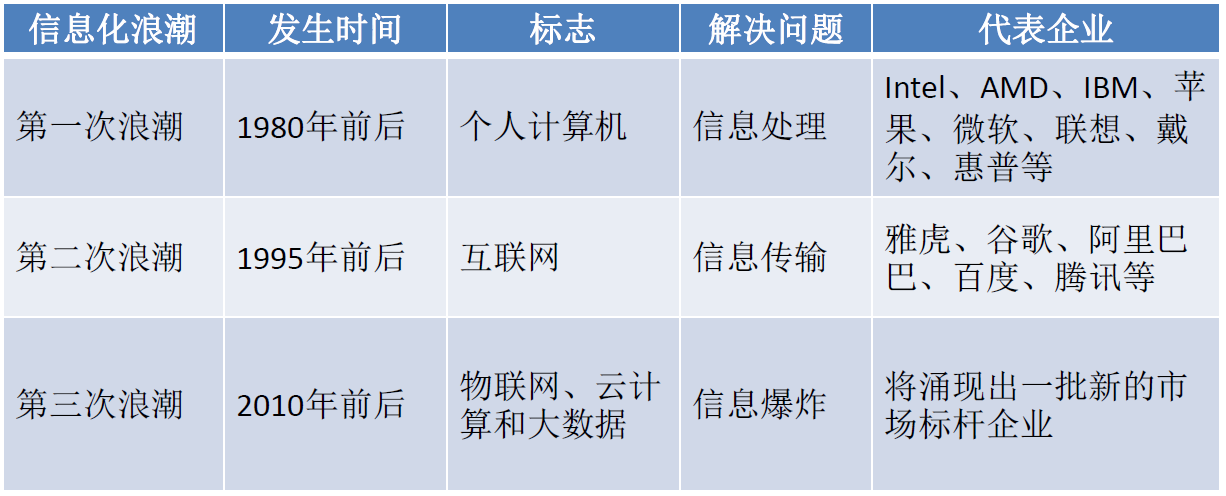 信息化浪潮 发生时间 标志 解决问题 代表企业
第一次浪潮 1980年前后 个人计算机 信息处理 Intel、AMD、IBM、苹
果、微软、联想、戴
尔、惠普等
第二次浪潮 1995年前后 互联网 信息传输 雅虎、谷歌、阿里巴
巴、百度、腾讯等
第三次浪潮 2010年前后 物联网、云计
算和大数据 信息爆炸 将涌现出一批新的市
场标杆企业